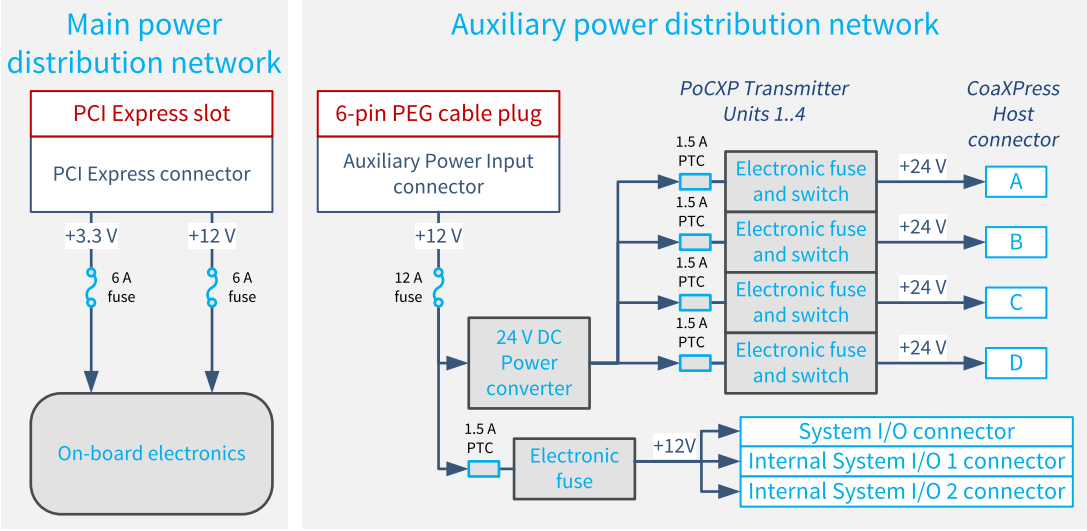 Main power
distribution network
PCI Express slot
PCI Express connector
+3.3 V
+12 V
6 A
fuse
6 A
fuse
On-board electronics
Auxiliary power distribution network
6-pin PEG cable plug
Auxiliary Power Input
connector
+12 V
12 A
fuse
24 V DC
Power
converter
PoCXP Transmitter
Units 1..4
CoaXPress
Host
connector
1.5 A
PTC
Electronic fuse
and switch
+24 V
A
1.5 A
PTC
Electronic fuse
and switch
+24 V
B
1.5 A
PTC
Electronic fuse
and switch
+24 V
C
1.5 A
PTC
Electronic fuse
and switch
+24 V
D
1.5 A
PTC
Electronic
fuse
+12V
System I/O connector
Internal System I/O 1 connector
Internal System I/O 2 connector